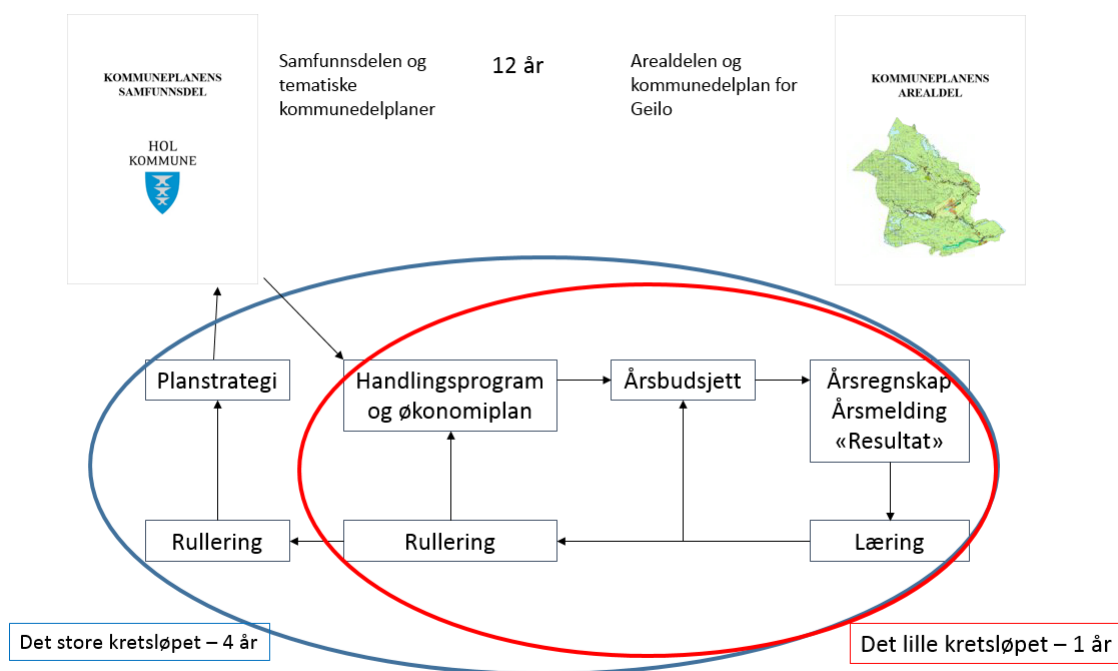 KOMMUNEPLANENS
SAMFUNNSDEL
HOL
KOMMUNE
Samfunnsdelen og
tematiske
kommunedelplaner
12 år
Arealdelen og
kommunedelplan for
Geilo
KOMMUNEPLANENS
AREALDEL
Planstrategi
Handlingsprogram
og økonomiplan
Årsbudsjett
Årsregnskap
Årsmelding
«Resultat»
Rullering
Rullering
Læring
Det store kretsløpet – 4 år
Det lille kretsløpet – 1 år